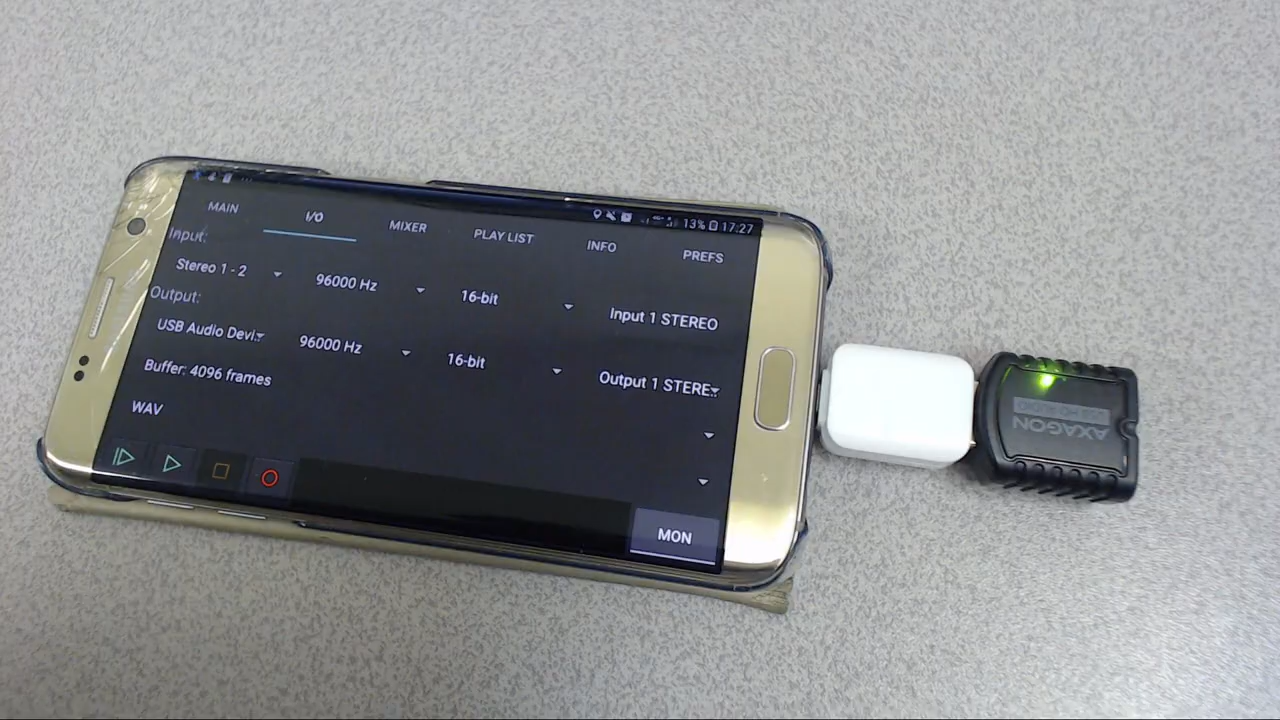 13% 17:27
MAIN I/O MIXER PLAY LIST INFO PREFS
Input:
Stereo 1 - 2 96000 Hz 16-bit Input 1 STEREO
Output:
USB Audio Devi.. 96000 Hz 16-bit Output 1 STERE..
Buffer: 4096 frames
WAV
MON
AXAGON